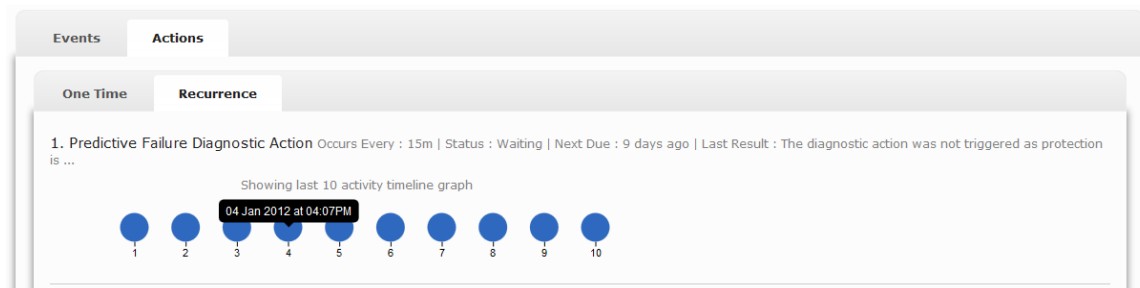 Events Actions
One Time Recurrence
1. Predictive Failure Diagnostic Action Occurs Every : 15m | Status : Waiting | Next Due : 9 days ago | Last Result : The diagnostic action was not triggered as protection
is ...
Showing last 10 activity timeline graph
04 Jan 2012 at 04:07PM
1 2 3 4 5 6 7 8 9 10